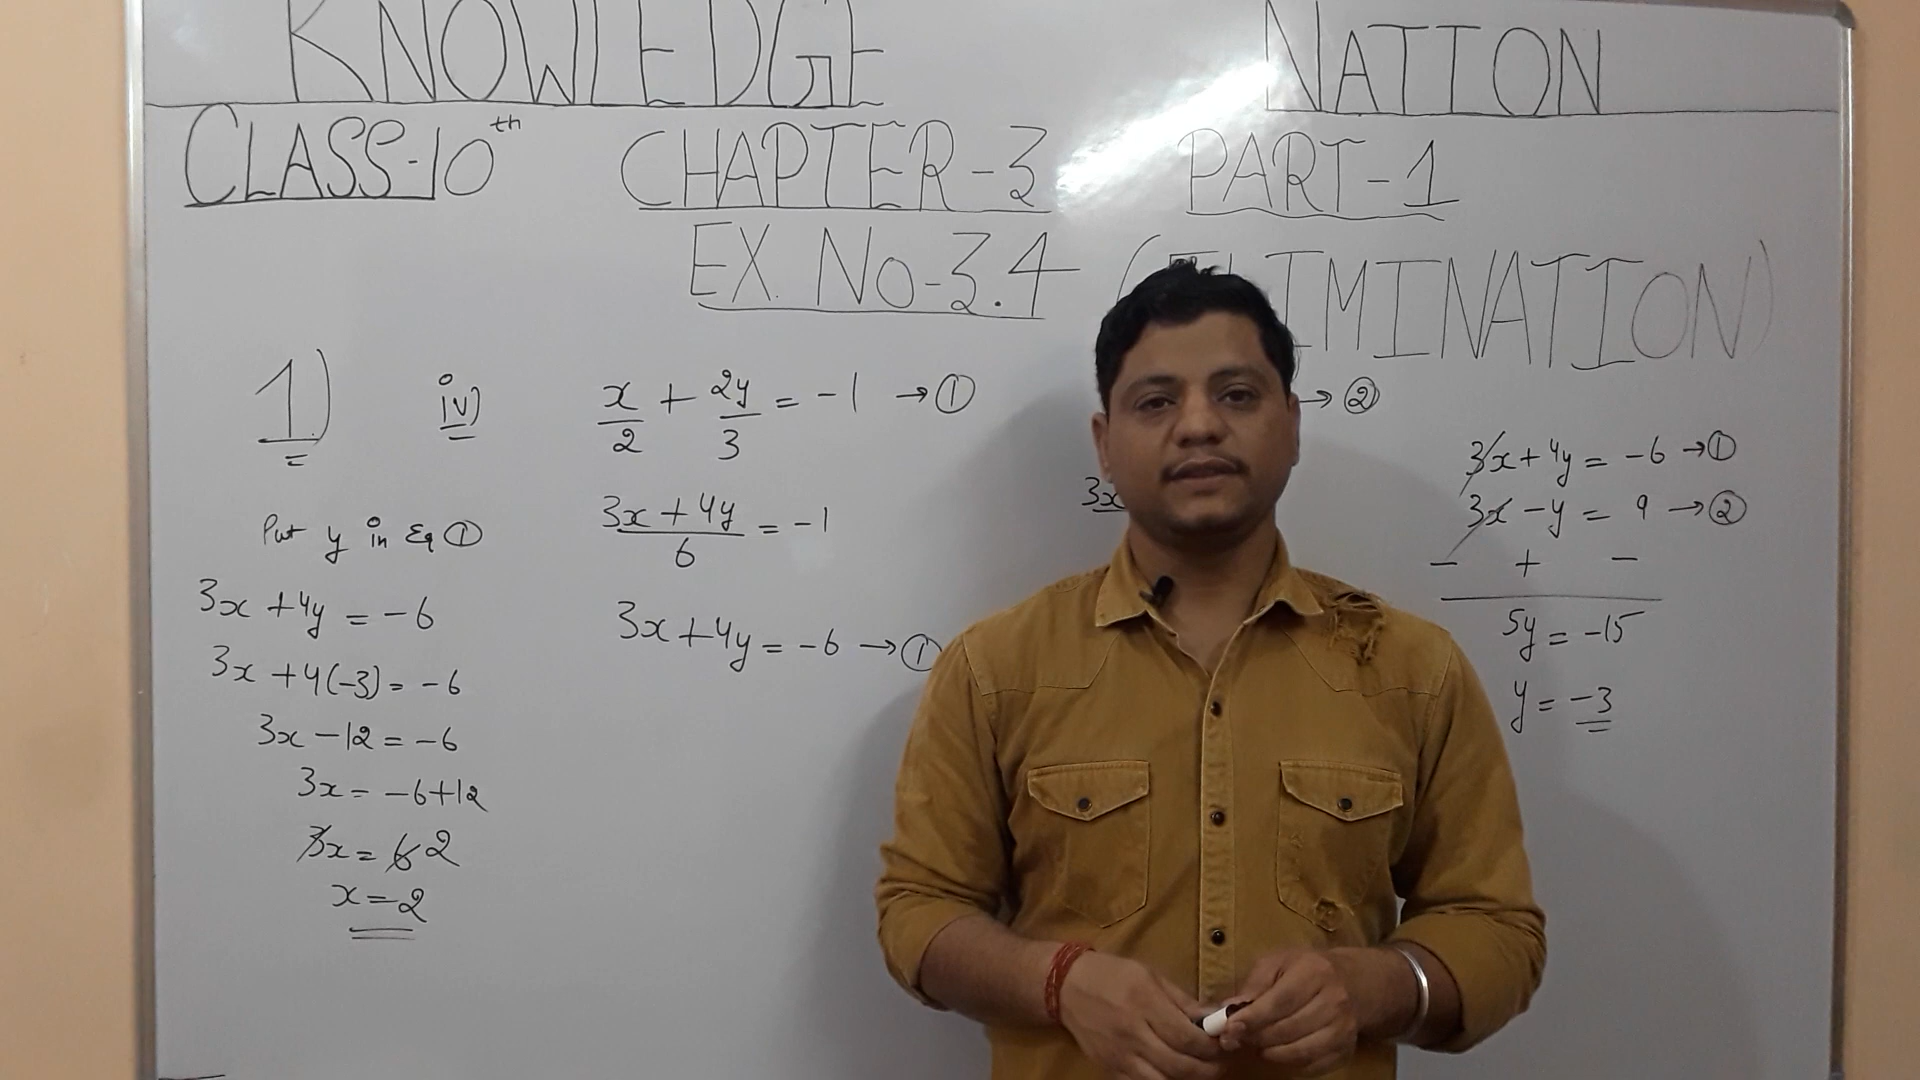 KNOWLEDGE NATION
CLASS-10th CHAPTER-3 PART-1
EX. NO-3.4 (ELIMINATION)
1) iv) x/2 + 2y/3 = -1 → ① → ②
(3x + 4y)/6 = -1
3x + 4y = -6 → ①
3x
3x + 4y = -6 → ①
3x - y = 9 → ②
- + -
5y = -15
y = -3
Put y in Eq ①
3x + 4y = -6
3x + 4(-3) = -6
3x - 12 = -6
3x = -6+12
3x = 6 2
x = 2